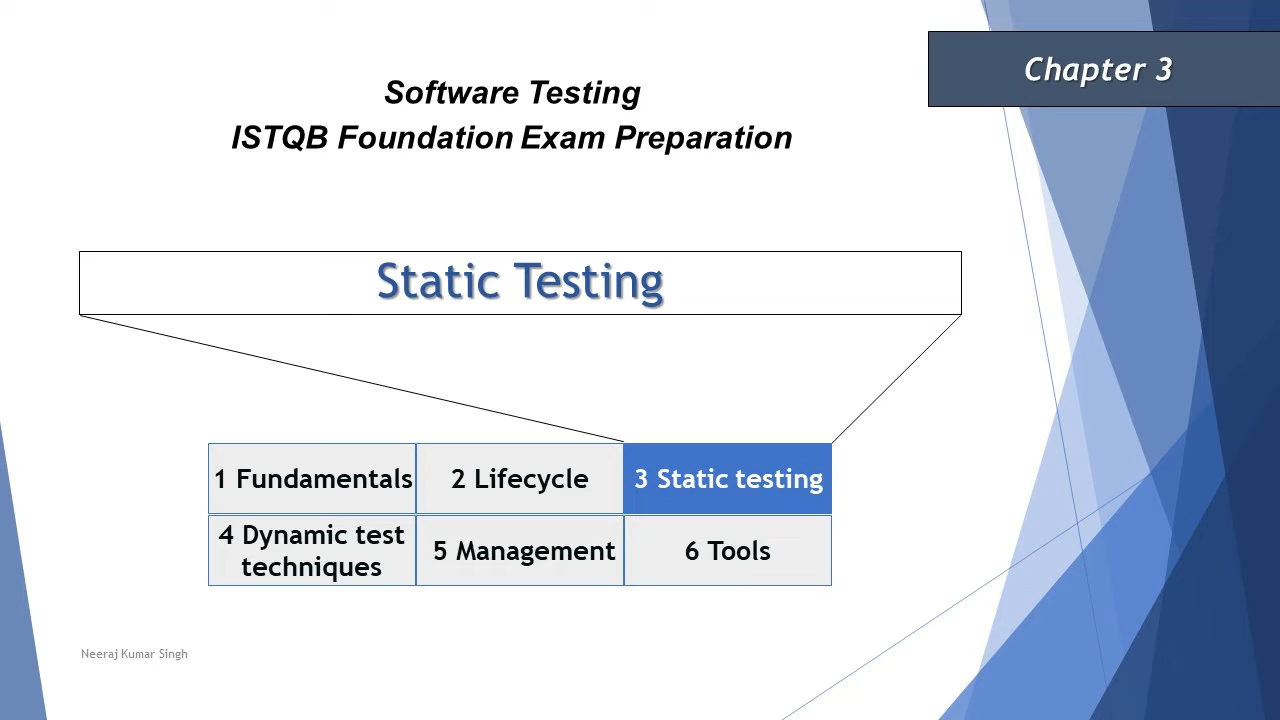 Chapter 3
Software Testing
ISTQB Foundation Exam Preparation
Static Testing
1 Fundamentals
2 Lifecycle
3 Static testing
4 Dynamic test
techniques
5 Management
6 Tools
Neeraj Kumar Singh